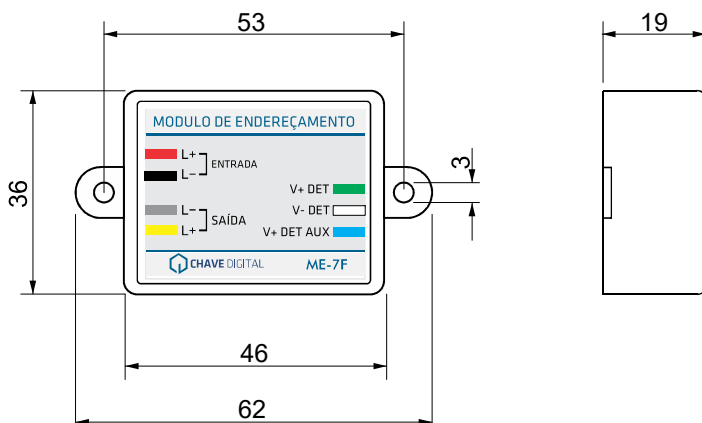 53
19
MODULO DE ENDEREÇAMENTO
L+
ENTRADA
L-
3
36
V+ DET
L-
V- DET
SAÍDA
L+
V+ DET AUX
CHAVE DIGITAL
ME-7F
46
62